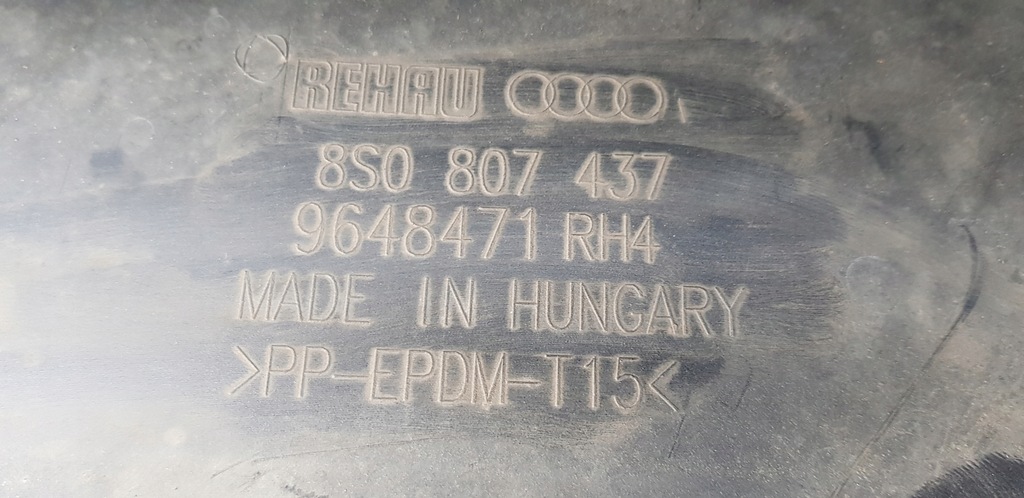 REHAU
8S0 807 437
9648471 RH4
MADE IN HUNGARY
>PP-EPDM-T15<